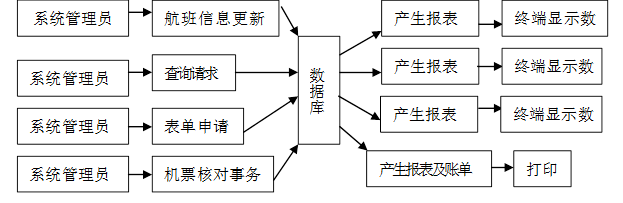 系统管理员 航班信息更新 产生报表 终端显示数
系统管理员 查询请求 产生报表 终端显示数
数据库
系统管理员 表单申请 产生报表 终端显示数
系统管理员 机票核对事务 产生报表及账单 打印